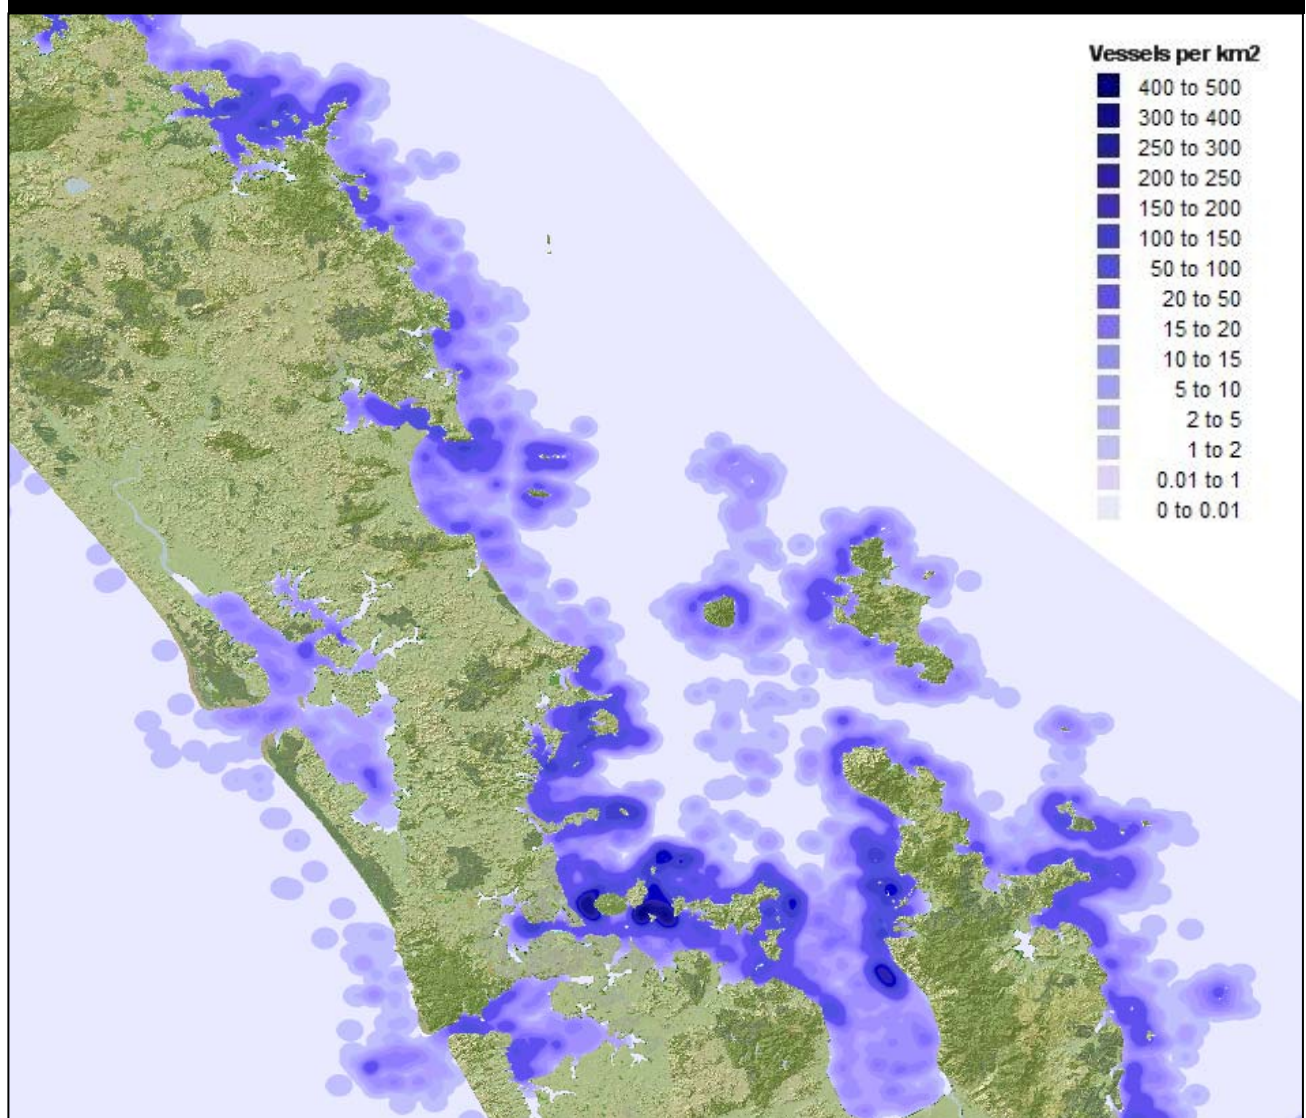 Vessels per km2
400 to 500
300 to 400
250 to 300
200 to 250
150 to 200
100 to 150
50 to 100
20 to 50
15 to 20
10 to 15
5 to 10
2 to 5
1 to 2
0.01 to 1
0 to 0.01